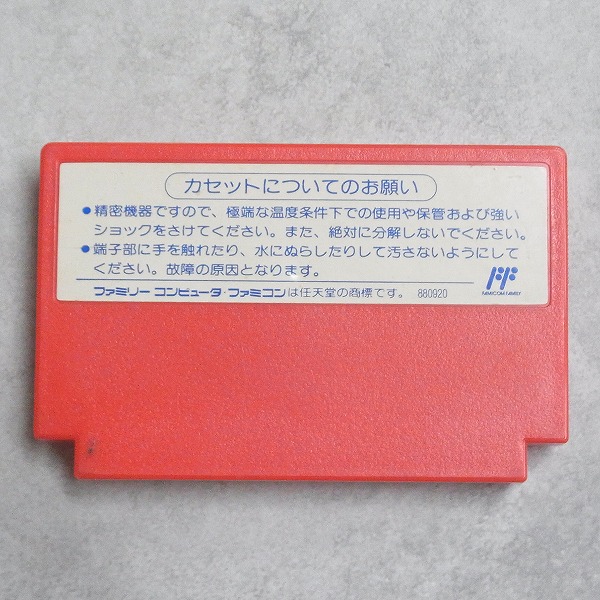 カセットについてのお願い
●精密機器ですので、極端な温度条件下での使用や保管および強い
ショックをさけてください。また、絶対に分解しないでください。
●端子部に手を触れたり、水にぬらしたりして汚さないようにして
ください。故障の原因となります。
ファミリー コンピュータ・ファミコンは任天堂の商標です。 880920
FF
FAMICOM FAMILY